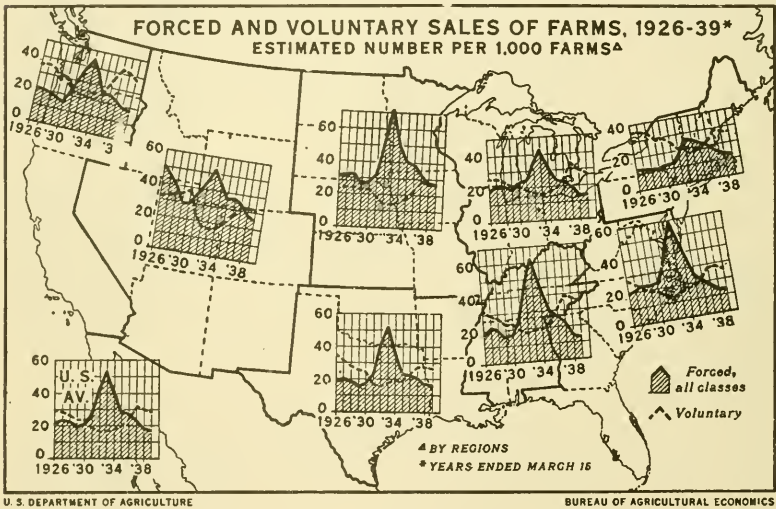 FORCED AND VOLUNTARY SALES OF FARMS, 1926-39*
ESTIMATED NUMBER PER 1,000 FARMS△
40
20
0
1926'30 '34 '3
60
40
20
0
1926'30 '34 '38
60
40
20
0
1926'30 '34 '38
40
20
0
1926'30 '34 '38
40
20
0
1926'30 '34 '38
60
40
20
0
1926'30 '34 '38
60
40
20
0
1926'30 '34 '38
60
40
20
0
1926'30 '34 '38
60
40
20
0
U.S.
AV.
1926'30 '34 '38
Forced,
all classes
Voluntary
△ BY REGIONS
* YEARS ENDED MARCH 15
U. S. DEPARTMENT OF AGRICULTURE
BUREAU OF AGRICULTURAL ECONOMICS